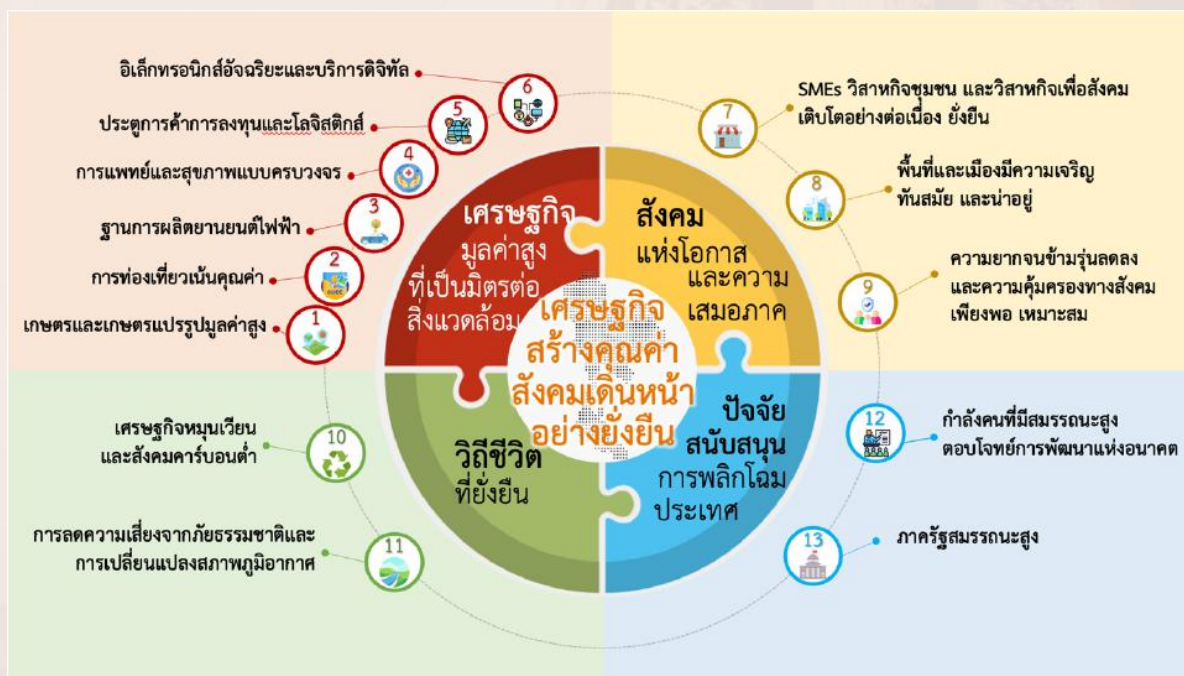 อิเล็กทรอนิกส์อัจฉริยะและบริการดิจิทัล
6
ประตูการค้าการลงทุนและโลจิสติกส์
5
การแพทย์และสุขภาพแบบครบวงจร
4
ฐานการผลิตยานยนต์ไฟฟ้า
3
การท่องเที่ยวเน้นคุณค่า
2
เกษตรและเกษตรแปรรูปมูลค่าสูง
1
เศรษฐกิจ
มูลค่าสูง
ที่เป็นมิตรต่อ
สิ่งแวดล้อม
7
SMEs วิสาหกิจชุมชน และวิสาหกิจเพื่อสังคม
เติบโตอย่างต่อเนื่อง ยั่งยืน
8
พื้นที่และเมืองมีความเจริญ
ทันสมัย และน่าอยู่
9
ความยากจนข้ามรุ่นลดลง
และความคุ้มครองทางสังคม
เพียงพอ เหมาะสม
สังคม
แห่งโอกาส
และความ
เสมอภาค
เศรษฐกิจ
สร้างคุณค่า
สังคมเดินหน้า
อย่างยั่งยืน
เศรษฐกิจหมุนเวียน
และสังคมคาร์บอนต่ำ
10
การลดความเสี่ยงจากภัยธรรมชาติและ
การเปลี่ยนแปลงสภาพภูมิอากาศ
11
วิถีชีวิต
ที่ยั่งยืน
ปัจจัย
สนับสนุน
การพลิกโฉม
ประเทศ
12
กำลังคนที่มีสมรรถนะสูง
ตอบโจทย์การพัฒนาแห่งอนาคต
13
ภาครัฐสมรรถนะสูง